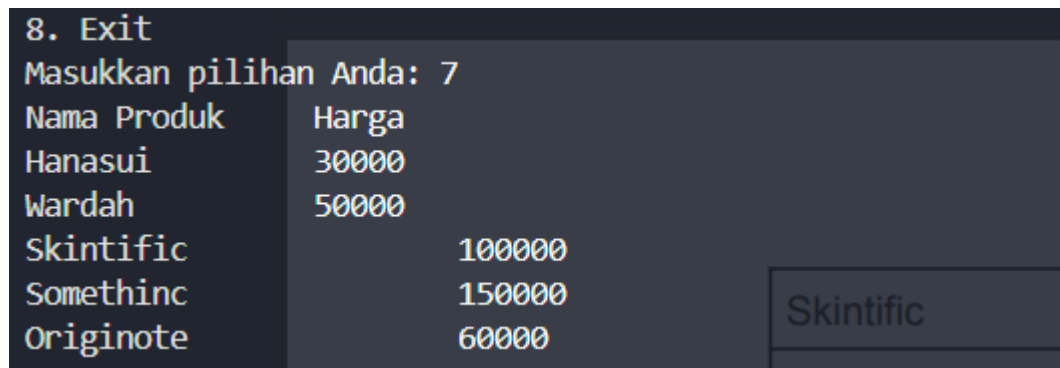 8. Exit
Masukkan pilihan Anda: 7
Nama Produk Harga
Hanasui 30000
Wardah 50000
Skintific 100000
Somethinc 150000
Originote 60000
Skintific